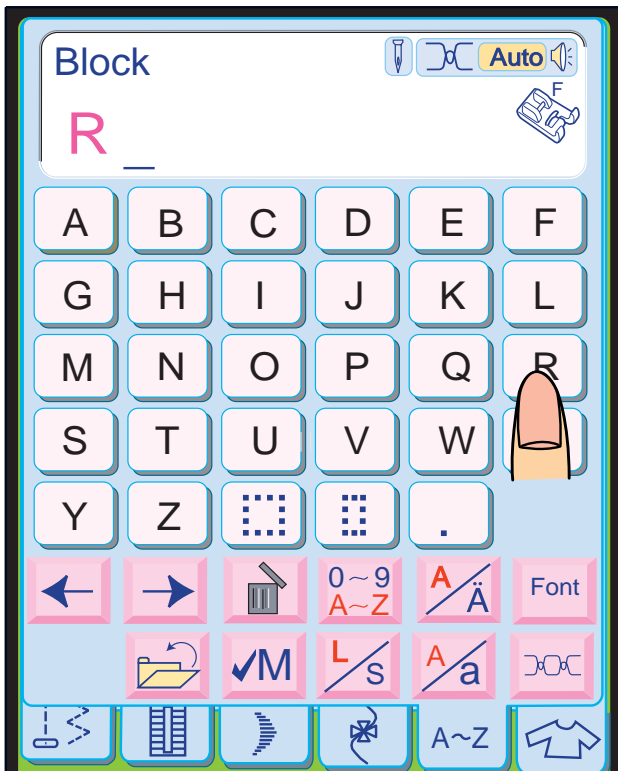 Block
Auto
F
R _
A B C D E F
G H I J K L
M N O P Q R
S T U V W
Y Z .
0~9
A~Z
A/Ä
Font
✓M
L/s
A/a
A~Z